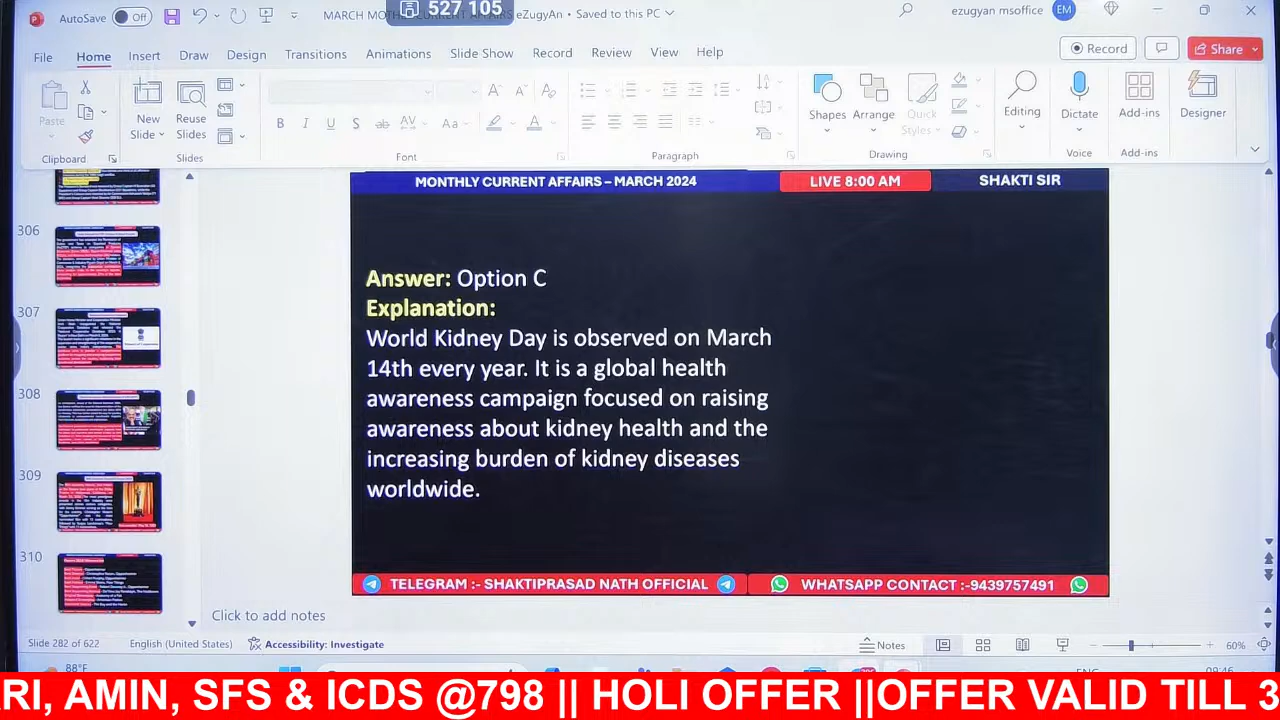 AutoSave Off MARCH eZugyAn • Saved to this PC ezugyan msoffice EM
527 105
File Home Insert Draw Design Transitions Animations Slide Show Record Review View Help Record Share
Paste New Slide Reuse Slides Shapes Arrange Quick Styles Editing Dictate Add-ins Designer
Clipboard Slides Font Paragraph Drawing Voice Add-ins
MONTHLY CURRENT AFFAIRS – MARCH 2024 LIVE 8:00 AM SHAKTI SIR
306
307
308
309
310
Answer: Option C
Explanation:
World Kidney Day is observed on March
14th every year. It is a global health
awareness campaign focused on raising
awareness about kidney health and the
increasing burden of kidney diseases
worldwide.
TELEGRAM :- SHAKTIPRASAD NATH OFFICIAL WHATSAPP CONTACT :-9439757491
Click to add notes
Slide 282 of 622 English (United States) Accessibility: Investigate Notes 60%
88°F
RI, AMIN, SFS & ICDS @798 || HOLI OFFER ||OFFER VALID TILL 3